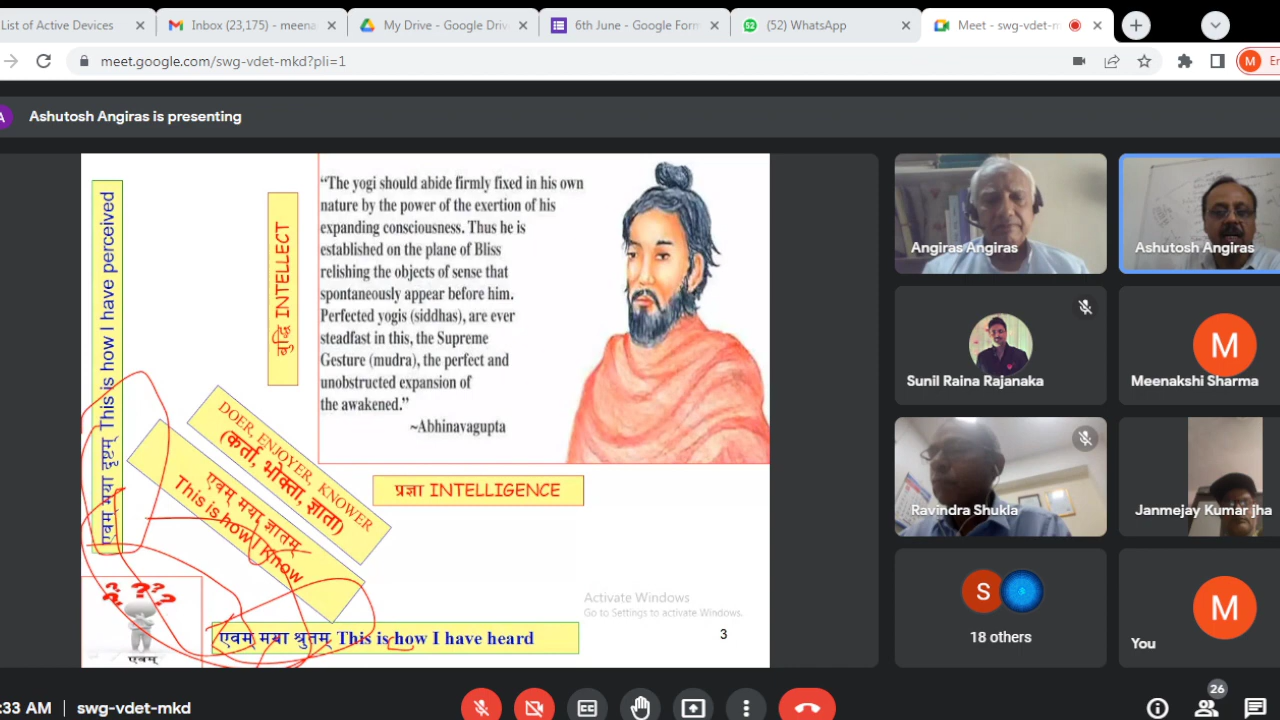 List of Active Devices
Inbox (23,175) - meena
My Drive - Google Driv
6th June - Google Form
52
(52) WhatsApp
Meet - swg-vdet-m
meet.google.com/swg-vdet-mkd?pli=1
M
A
Ashutosh Angiras is presenting
एवम् मया दृष्टम् This is how I have perceived
बुद्धि INTELLECT
“The yogi should abide firmly fixed in his own
nature by the power of the exertion of his
expanding consciousness. Thus he is
established on the plane of Bliss
relishing the objects of sense that
spontaneously appear before him.
Perfected yogis (siddhas), are ever
steadfast in this, the Supreme
Gesture (mudra), the perfect and
unobstructed expansion of
the awakened.”
~Abhinavagupta
DOER, ENJOYER, KNOWER
(कर्ता, भोक्ता, ज्ञाता)
एवम् मया ज्ञातम्
This is how I know
प्रज्ञा INTELLIGENCE
? ? ? ? ?
एवम्
एवम् मया श्रुतम् This is how I have heard
Activate Windows
Go to Settings to activate Windows.
3
Angiras Angiras
Ashutosh Angiras
Sunil Raina Rajanaka
M
Meenakshi Sharma
Ravindra Shukla
Janmejay Kumar jha
S
18 others
M
You
:33 AM | swg-vdet-mkd
26